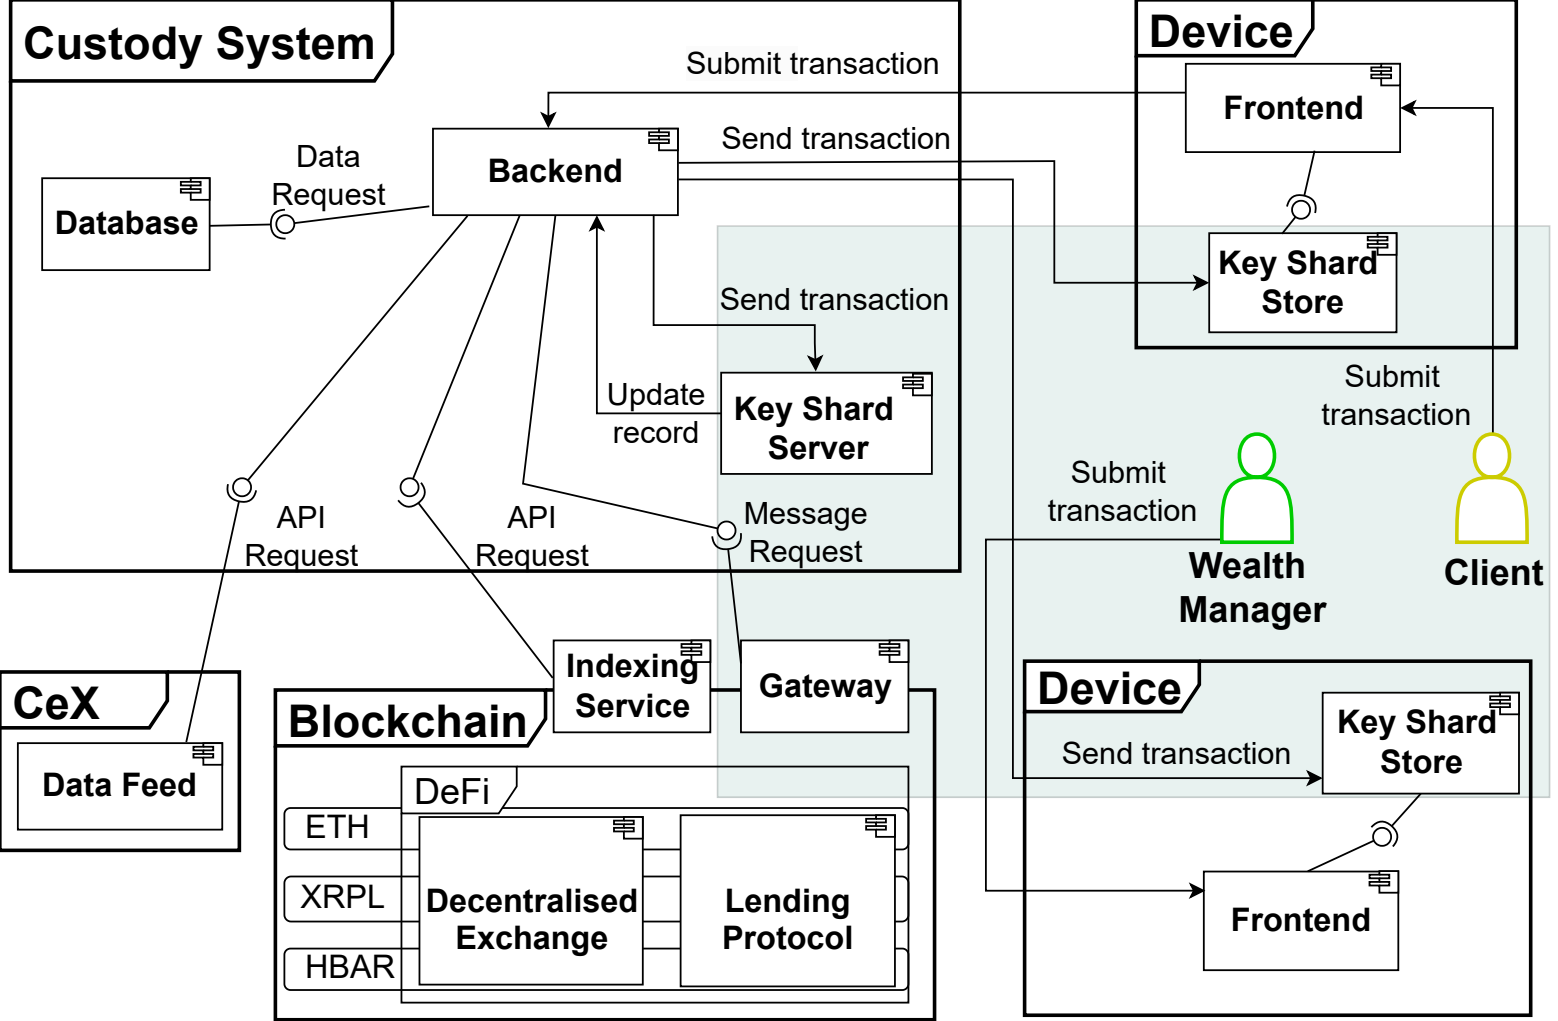 Custody System
Device
Submit transaction
Frontend
Send transaction
Backend
Data
Request
Database
Key Shard
Store
Send transaction
Update
record
Key Shard
Server
Submit
transaction
Submit
transaction
API
Request
API
Request
Message
Request
Wealth
Manager
Client
CeX
Data Feed
Indexing
Service
Gateway
Blockchain
DeFi
ETH
XRPL
HBAR
Decentralised
Exchange
Lending
Protocol
Device
Key Shard
Store
Send transaction
Frontend